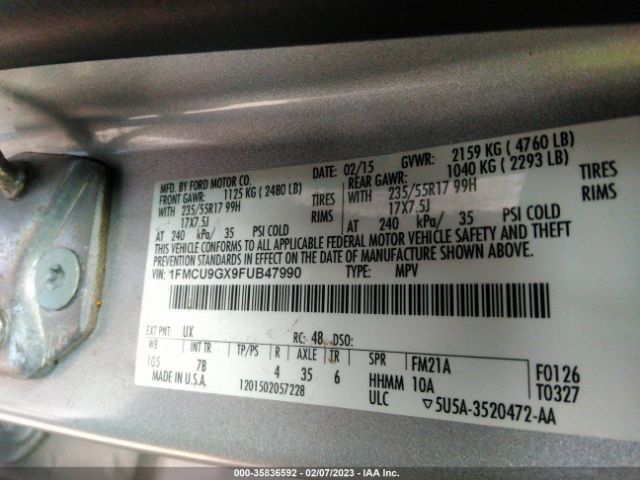 MFD. BY FORD MOTOR CO.
DATE: 02/15 GVWR: 2159 KG ( 4760 LB)
FRONT GAWR: 1125 KG ( 2480 LB) REAR GAWR: 1040 KG ( 2293 LB)
WITH 235/55R17 99H TIRES WITH 235/55R17 99H TIRES
17X7.5J RIMS 17X7.5J RIMS
AT 240 kPa/ 35 PSI COLD AT 240 kPa/ 35 PSI COLD
THIS VEHICLE CONFORMS TO ALL APPLICABLE FEDERAL MOTOR VEHICLE SAFETY AND THEFT
PREVENTION STANDARDS IN EFFECT ON THE DATE OF MANUFACTURE SHOWN ABOVE.
VIN: 1FMCU9GX9FUB47990 TYPE: MPV
EXT PNT: UX RC: 48 DSO:
WB INT TR TP/PS R AXLE TR SPR FM21A F0126
105 7B 4 35 6 HHMM 10A T0327
MADE IN U.S.A. 1201502057228 ULC ▽5U5A-3520472-AA
000-35836592 - 02/07/2023 - IAA Inc.